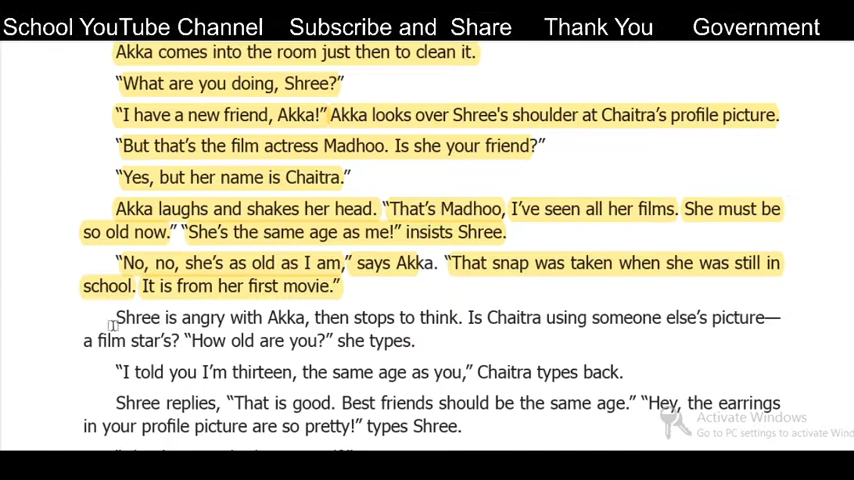 School YouTube Channel Subscribe and Share Thank You Government
Akka comes into the room just then to clean it.
“What are you doing, Shree?”
“I have a new friend, Akka!” Akka looks over Shree's shoulder at Chaitra’s profile picture.
“But that’s the film actress Madhoo. Is she your friend?”
“Yes, but her name is Chaitra.”
Akka laughs and shakes her head. “That’s Madhoo, I’ve seen all her films. She must be
so old now.” “She’s the same age as me!” insists Shree.
“No, no, she’s as old as I am,” says Akka. “That snap was taken when she was still in
school. It is from her first movie.”
Shree is angry with Akka, then stops to think. Is Chaitra using someone else’s picture—
a film star’s? “How old are you?” she types.
“I told you I’m thirteen, the same age as you,” Chaitra types back.
Shree replies, “That is good. Best friends should be the same age.” “Hey, the earrings
in your profile picture are so pretty!” types Shree.
Activate Windows
Go to PC settings to activate Wind